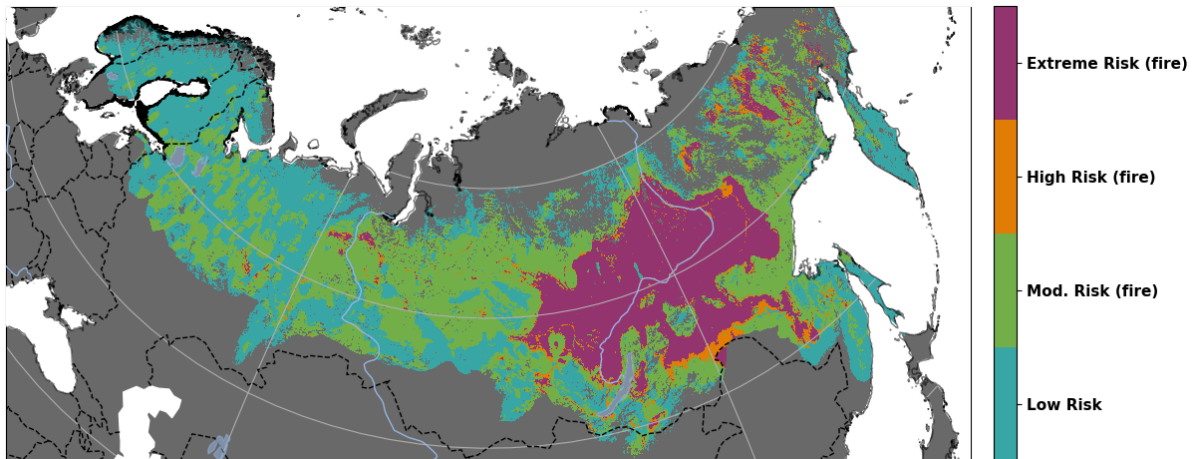 Extreme Risk (fire)
High Risk (fire)
Mod. Risk (fire)
Low Risk